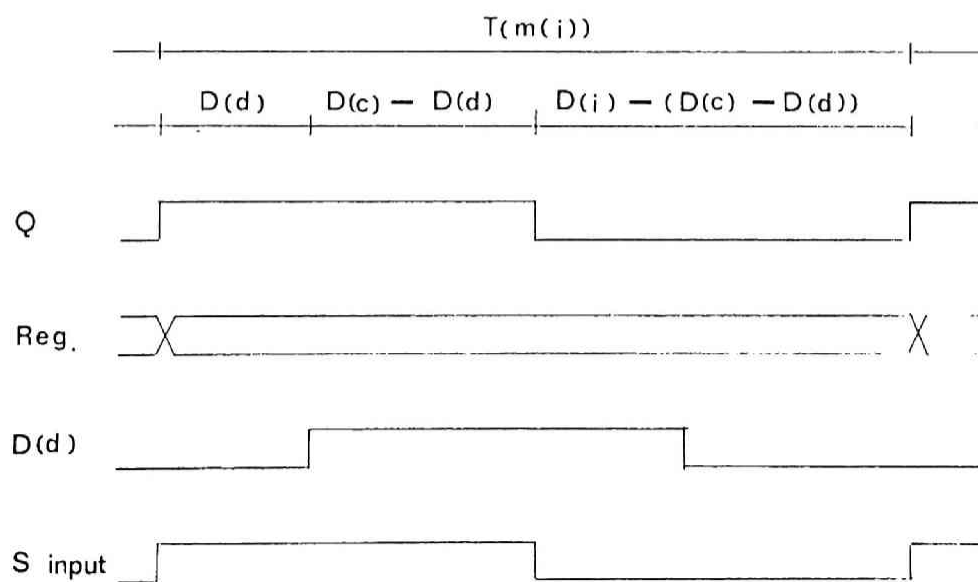 T(m(i))
D(d) D(c) - D(d) D(i) - (D(c) - D(d))
Q
Reg.
D(d)
S input